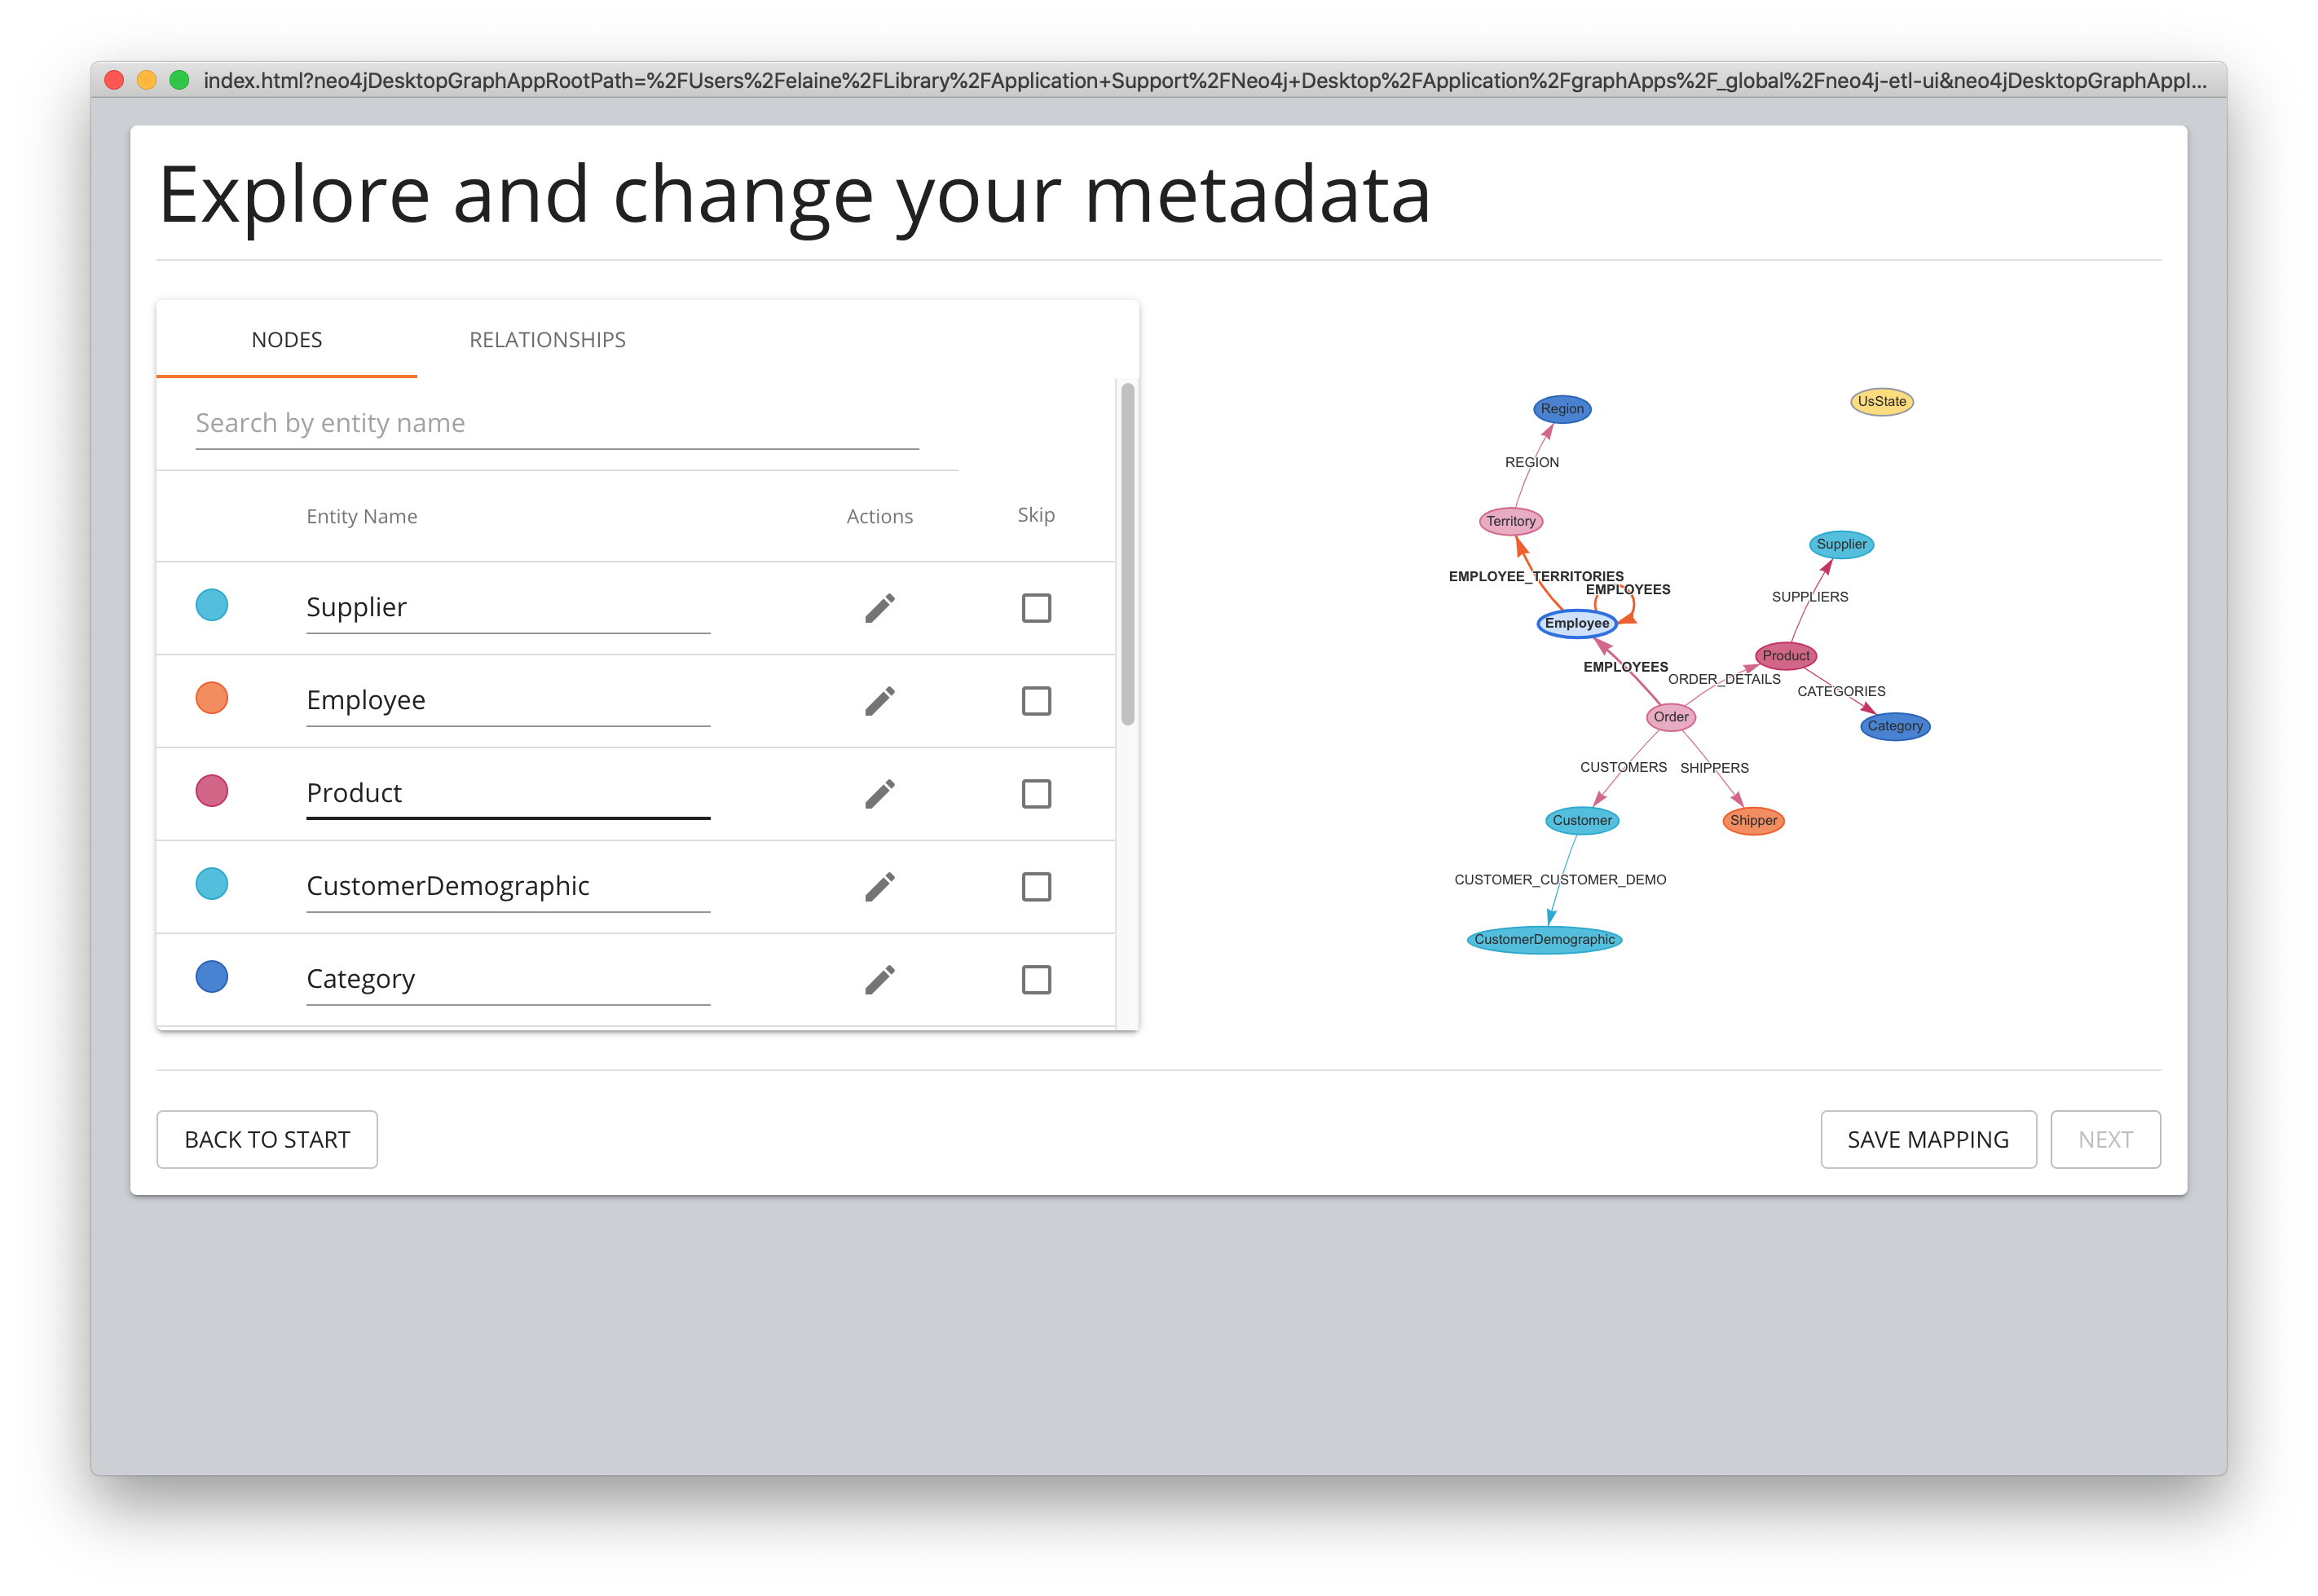 index.html?neo4jDesktopGraphAppRootPath=%2FUsers%2Felaine%2FLibrary%2FApplication+Support%2FNeo4j+Desktop%2FApplication%2FgraphApps%2F_global%2Fneo4j-etl-ui&neo4jDesktopGraphAppI...
Explore and change your metadata
NODES RELATIONSHIPS
Search by entity name
Entity Name Actions Skip
Supplier
Employee
Product
CustomerDemographic
Category
Region
UsState
REGION
Territory
Supplier
EMPLOYEE_TERRITORIES
EMPLOYEES
SUPPLIERS
Employee
Product
EMPLOYEES
ORDER_DETAILS
CATEGORIES
Order
Category
CUSTOMERS
SHIPPERS
Customer
Shipper
CUSTOMER_CUSTOMER_DEMO
CustomerDemographic
BACK TO START
SAVE MAPPING
NEXT